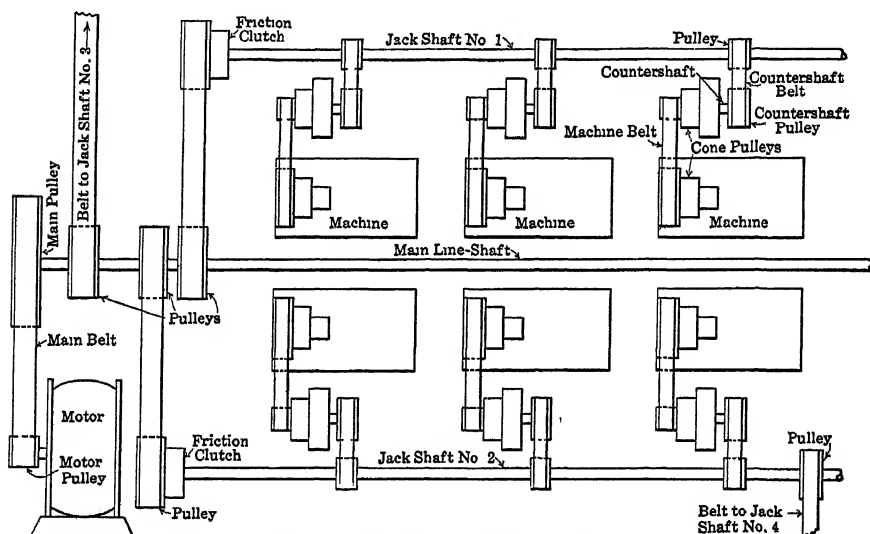 Friction
Clutch
Jack Shaft No 1
Pulley
Countershaft
Countershaft
Belt
Countershaft
Pulley
Machine Belt
Cone Pulleys
Belt to Jack Shaft No. 3
Main Pulley
Machine
Machine
Machine
Main Line-Shaft
Pulleys
Main Belt
Motor
Motor
Pulley
Friction
Clutch
Jack Shaft No 2
Pulley
Pulley
Belt to Jack
Shaft No. 4